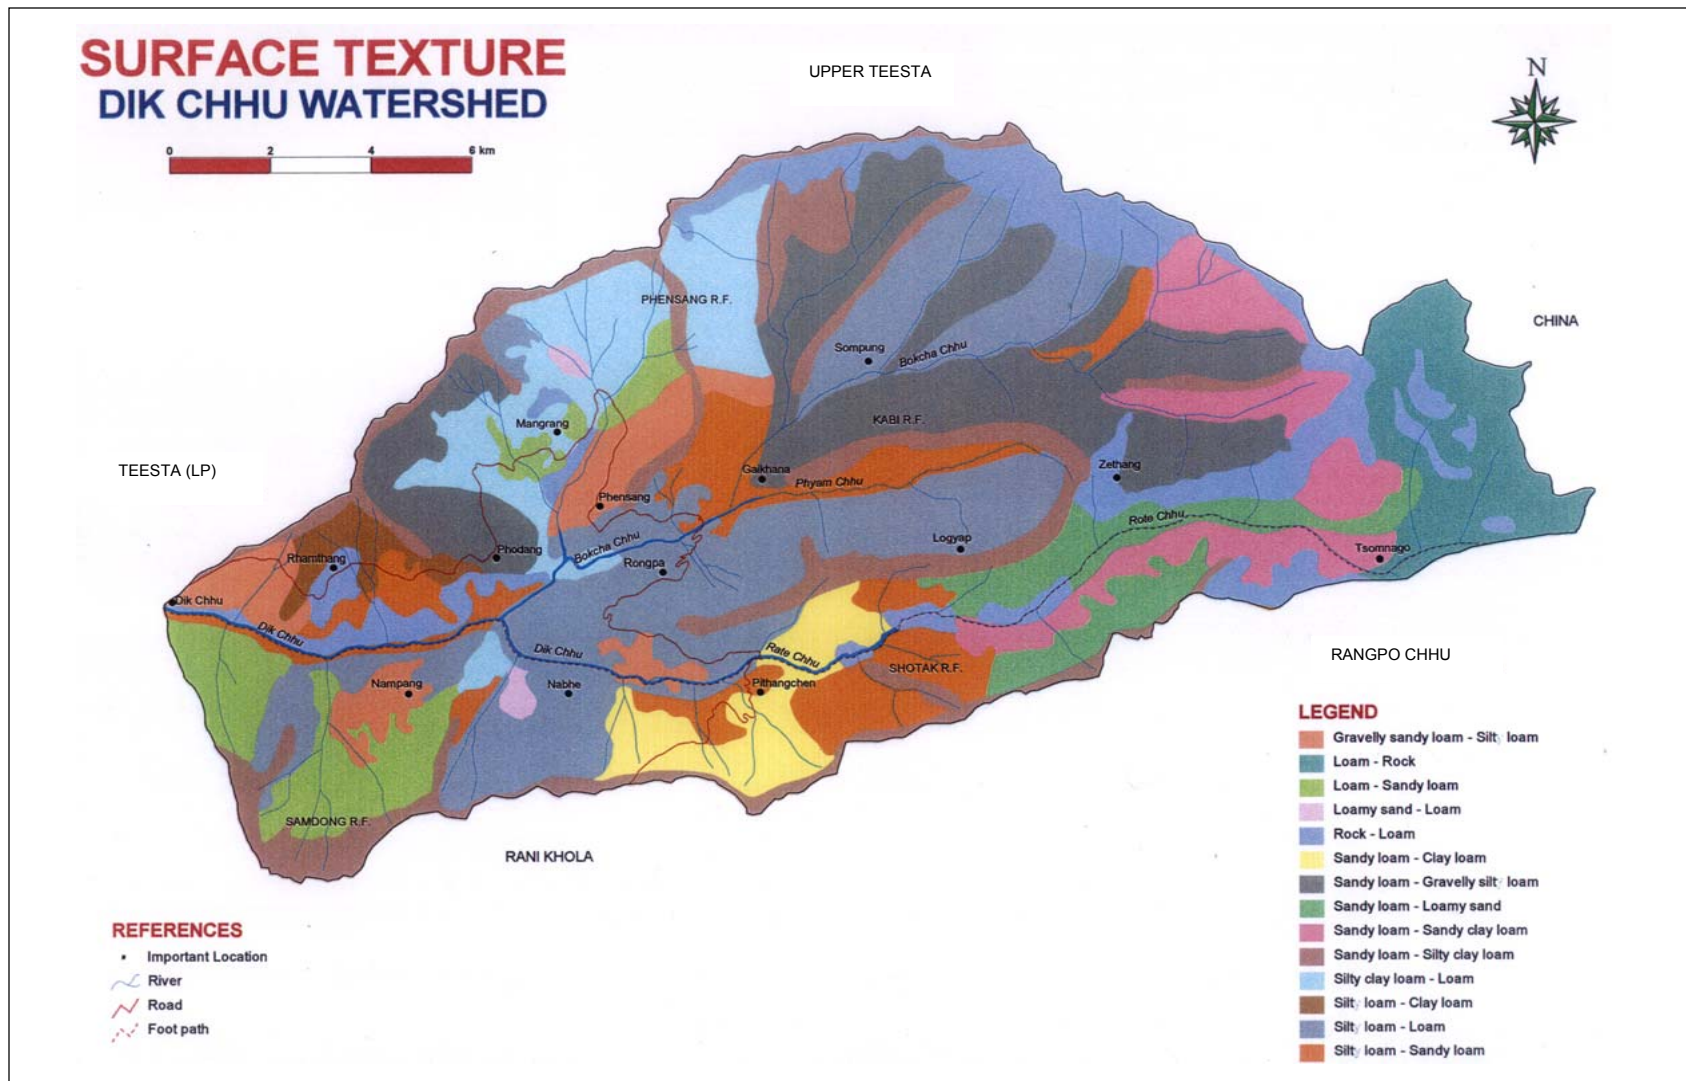 SURFACE TEXTURE
DIK CHHU WATERSHED
0 2 4 6 km
UPPER TEESTA
N
CHINA
PHENSANG R.F.
Sompung
Bokcha Chhu
KABI R.F.
Mangrang
TEESTA (LP)
Gaikhana
Phyam Chhu
Zethang
Phensang
Rote Chhu
Logyap
Tsomnago
Bokcha Chhu
Phodang
Rhamthang
Rongpa
Dik Chhu
Dik Chhu
Dik Chhu
Rate Chhu
SHOTAK R.F.
RANGPO CHHU
Nampang
Nabhe
Pithangchen
SAMDONG R.F.
RANI KHOLA
LEGEND
Gravelly sandy loam - Silty loam
Loam - Rock
Loam - Sandy loam
Loamy sand - Loam
Rock - Loam
Sandy loam - Clay loam
Sandy loam - Gravelly silty loam
Sandy loam - Loamy sand
Sandy loam - Sandy clay loam
Sandy loam - Silty clay loam
Silty clay loam - Loam
Silty loam - Clay loam
Silty loam - Loam
Silty loam - Sandy loam
REFERENCES
Important Location
River
Road
Foot path